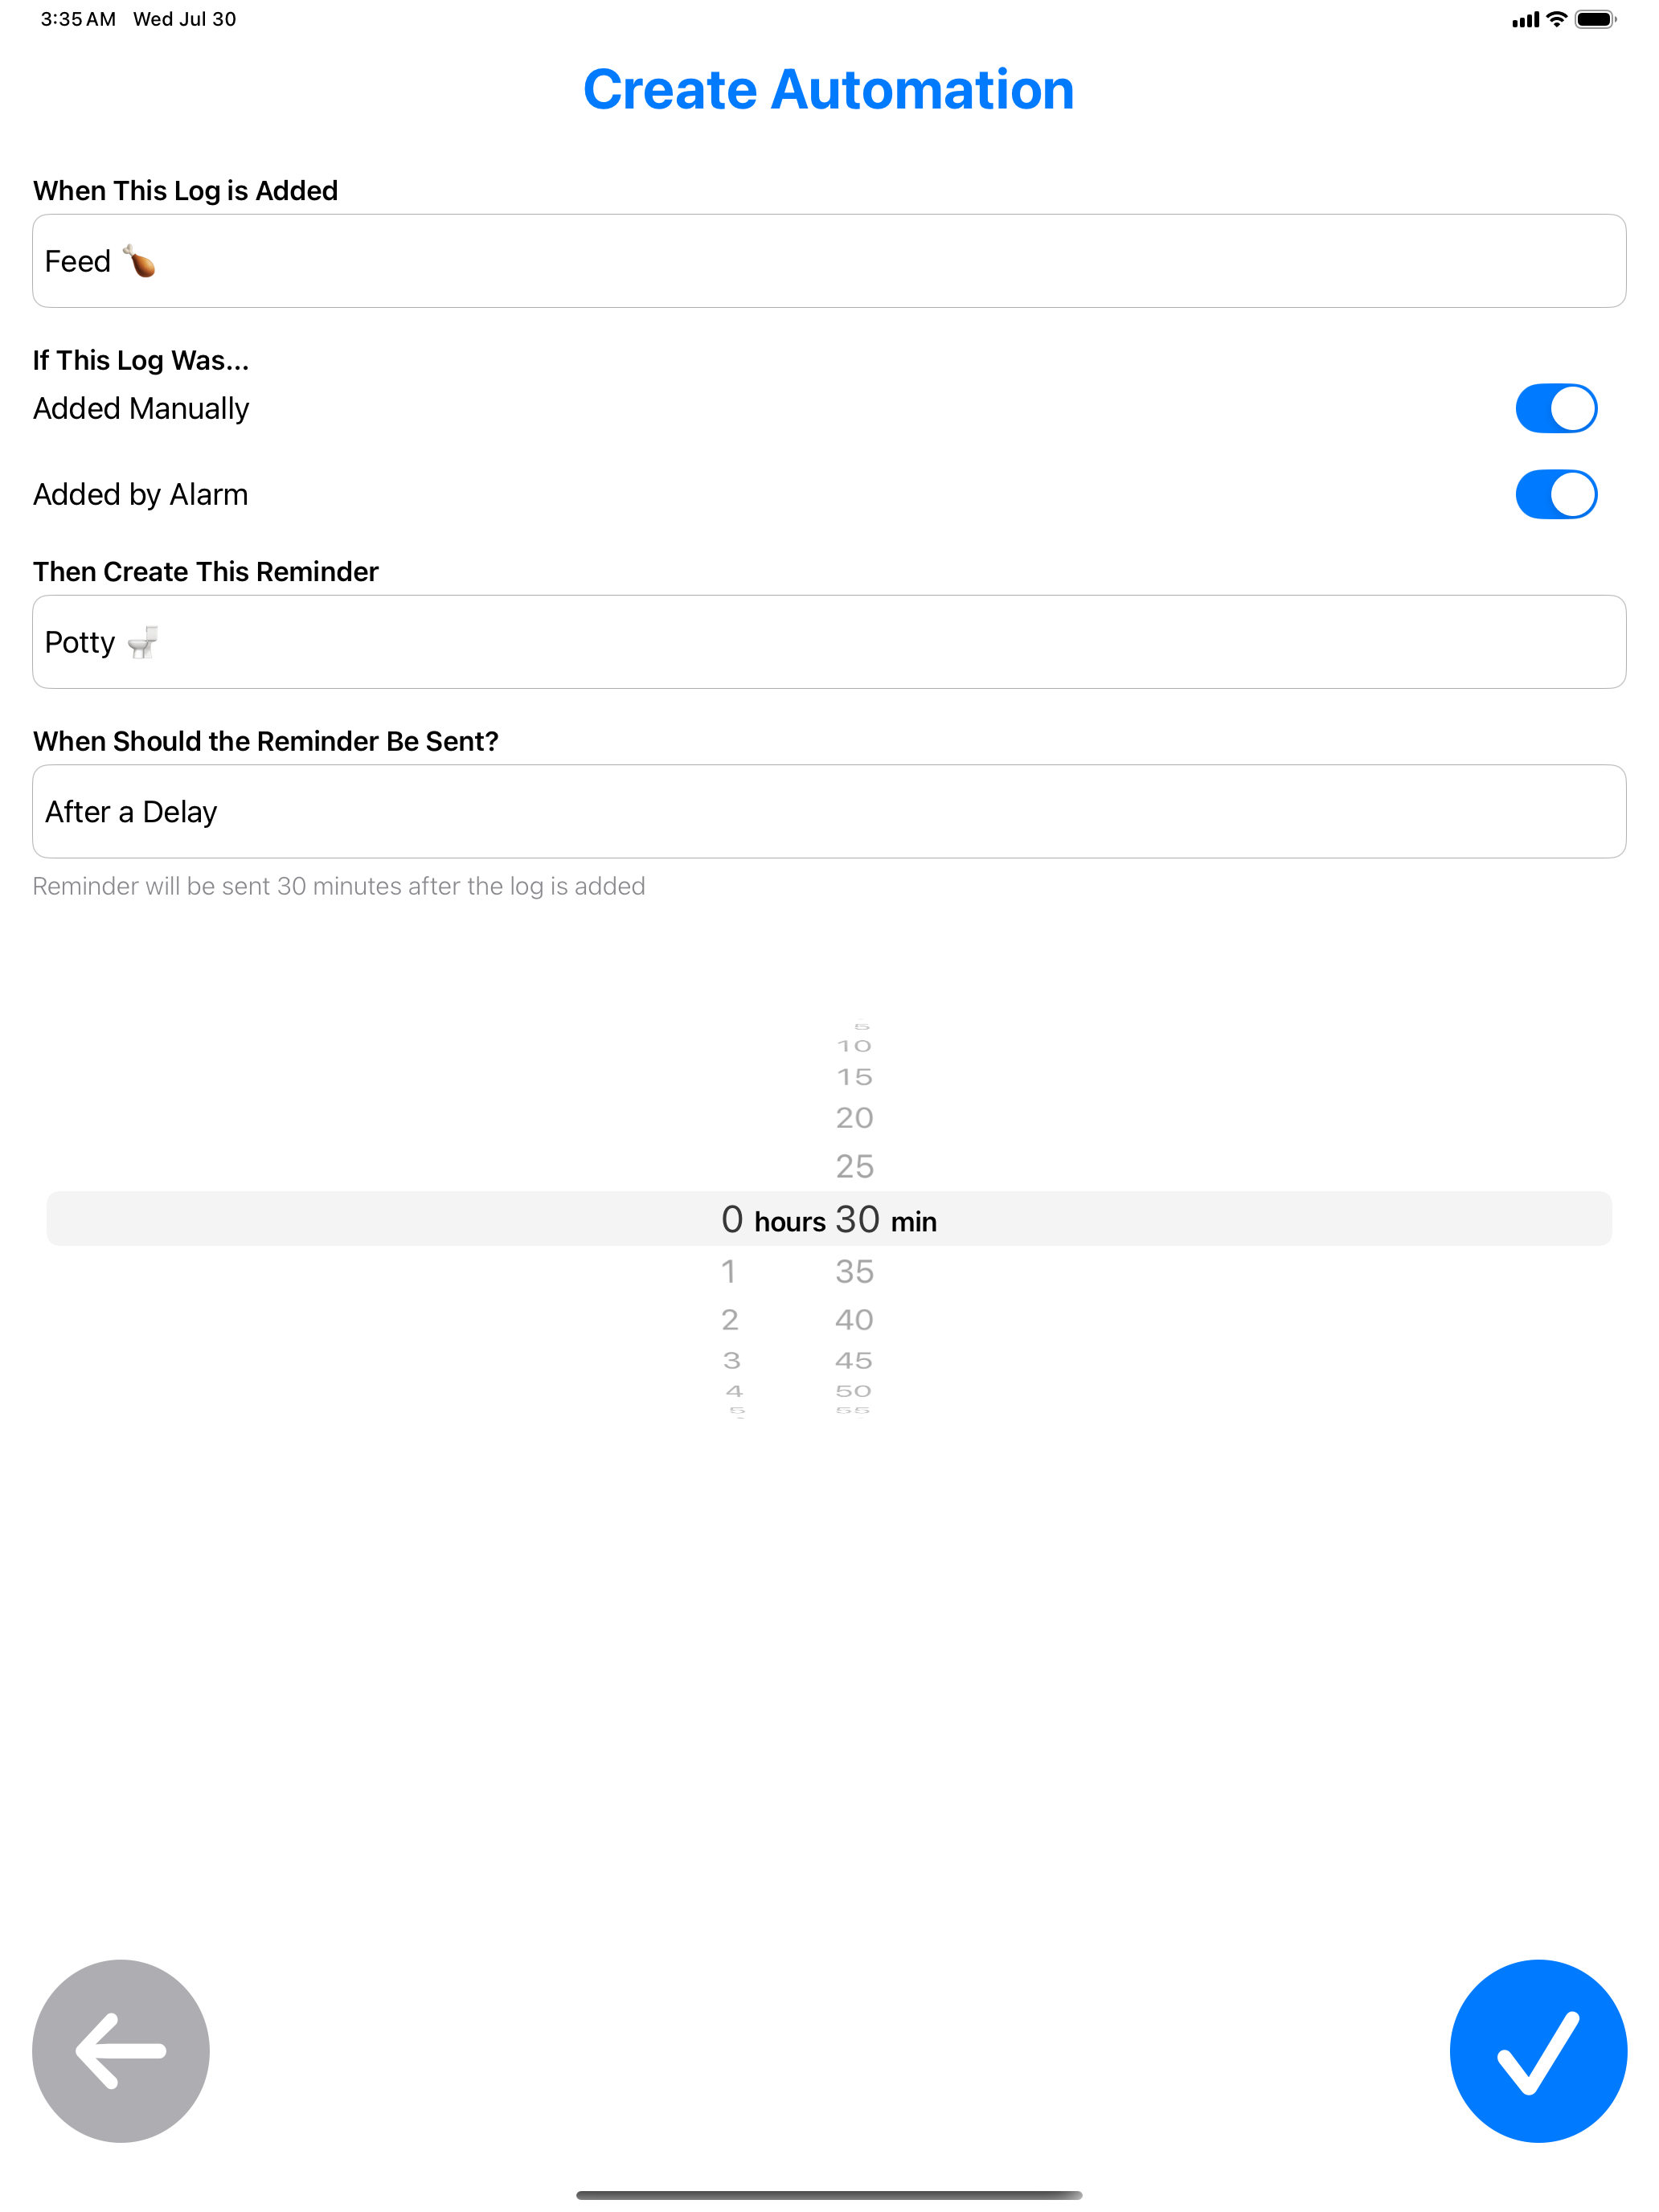 3:35 AM Wed Jul 30
Create Automation
When This Log is Added
Feed 🍗
If This Log Was...
Added Manually
Added by Alarm
Then Create This Reminder
Potty 🚽
When Should the Reminder Be Sent?
After a Delay
Reminder will be sent 30 minutes after the log is added
5
10
15
20
25
0 hours 30 min
1 35
2 40
3 45
4 50
5 55